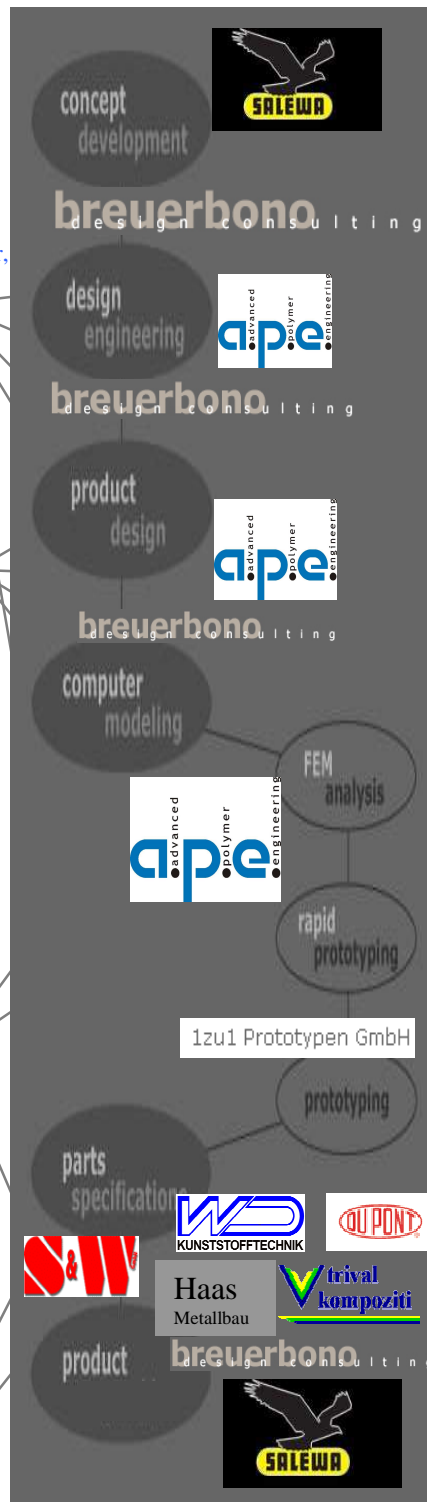 concept
development
SALEWA
breuerbono
design consulting
r,
design
engineering
a.p.e.
advanced
polymer
engineering
breuerbono
design consulting
product
design
a.p.e.
advanced
polymer
engineering
breuerbono
design consulting
computer
modeling
FEM
analysis
a.p.e.
advanced
polymer
engineering
rapid
prototyping
1zu1 Prototypen GmbH
prototyping
parts
specifications
WD
KUNSTSTOFFTECHNIK
DU PONT
S&W
Haas
Metallbau
trival
kompoziti
product
breuerbono
design consulting
SALEWA